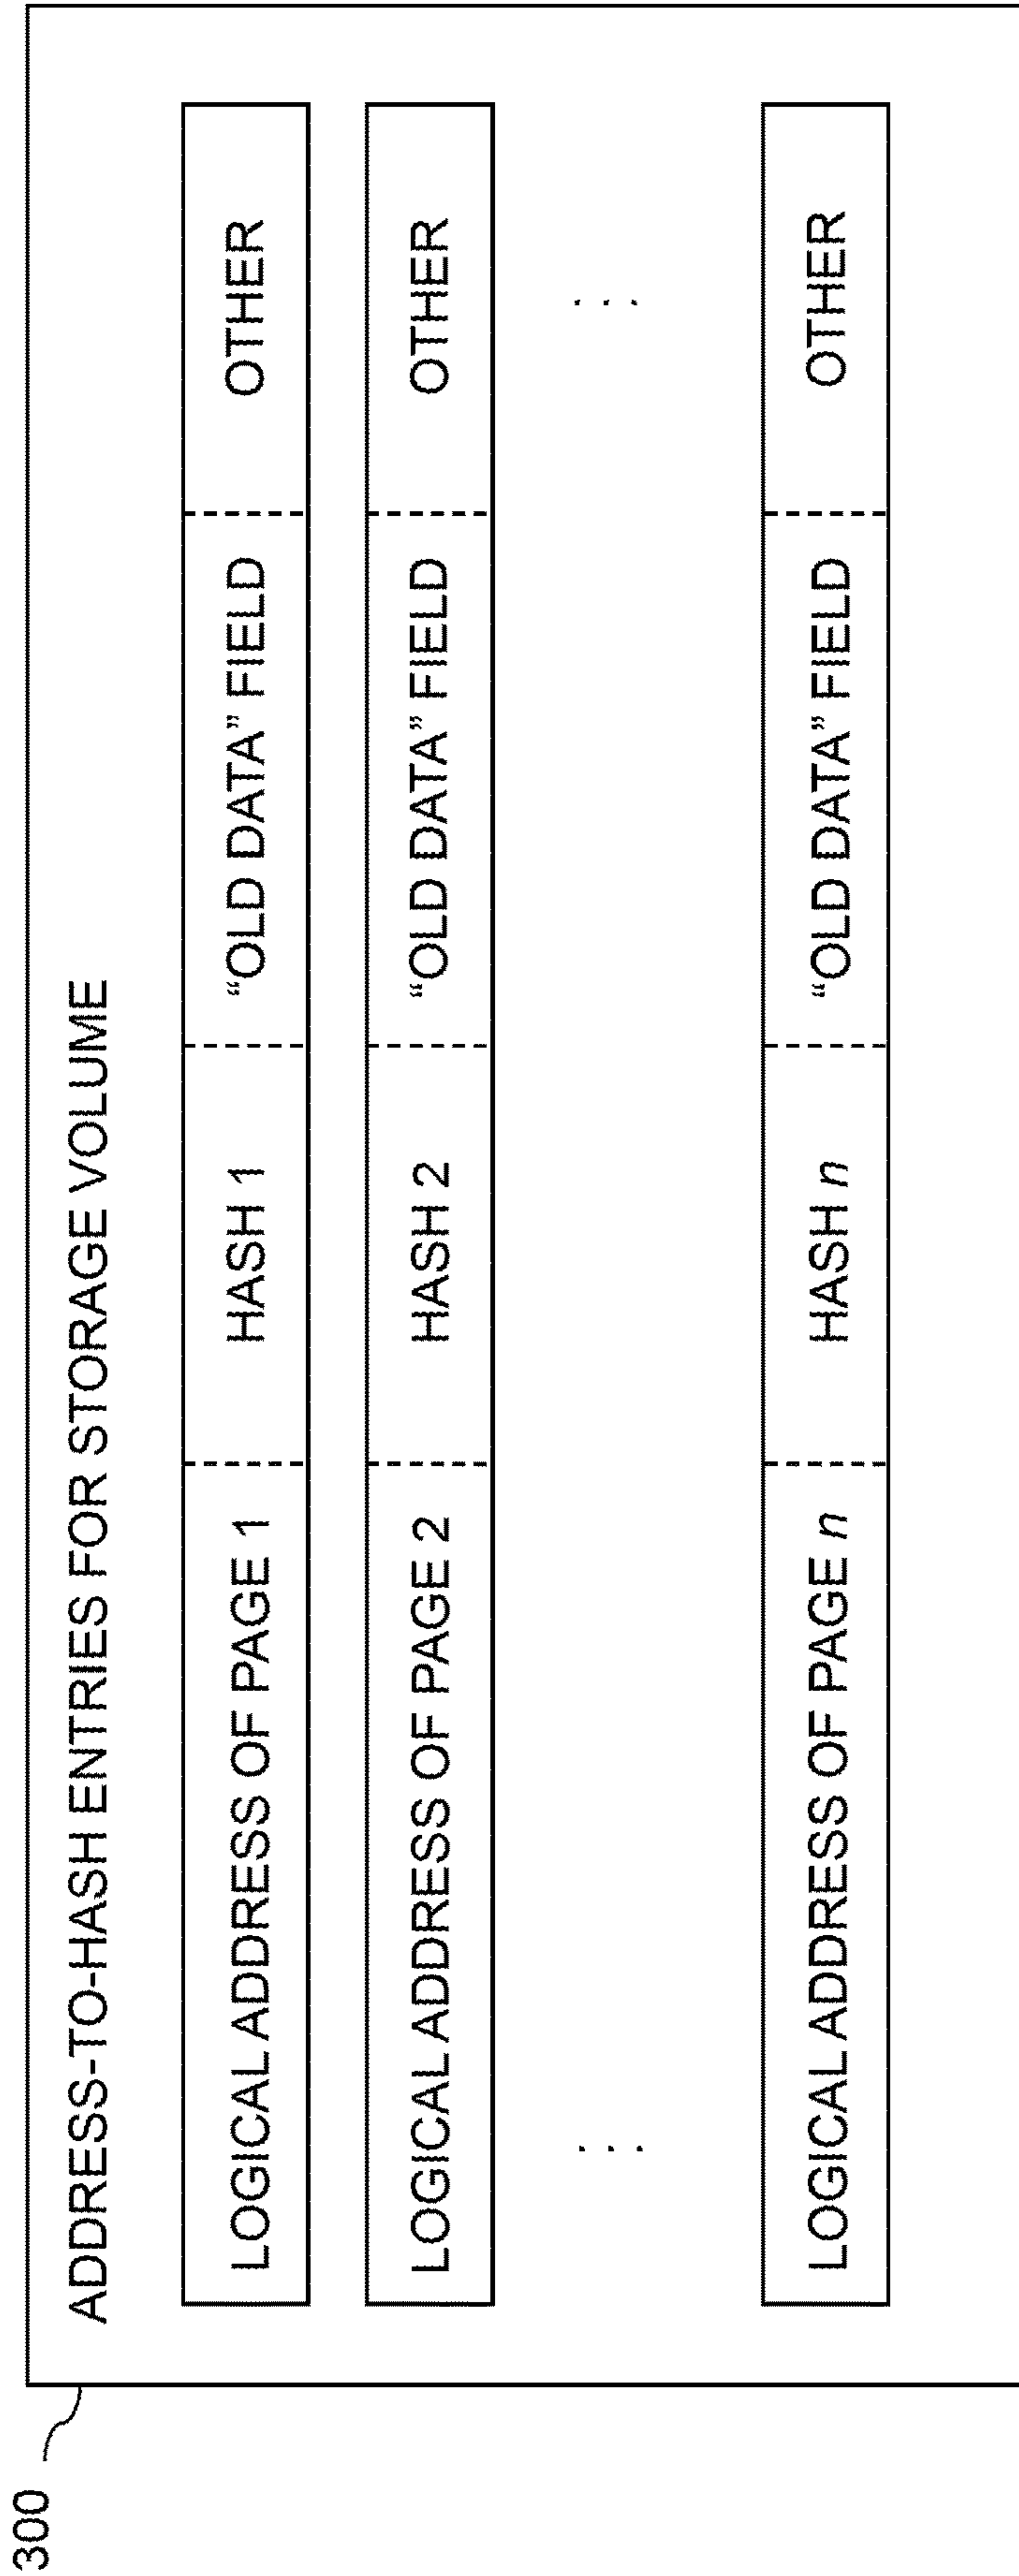 300
ADDRESS-TO-HASH ENTRIES FOR STORAGE VOLUME
LOGICAL ADDRESS OF PAGE 1 HASH 1 “OLD DATA” FIELD OTHER
LOGICAL ADDRESS OF PAGE 2 HASH 2 “OLD DATA” FIELD OTHER
. . . . . .
LOGICAL ADDRESS OF PAGE n HASH n “OLD DATA” FIELD OTHER